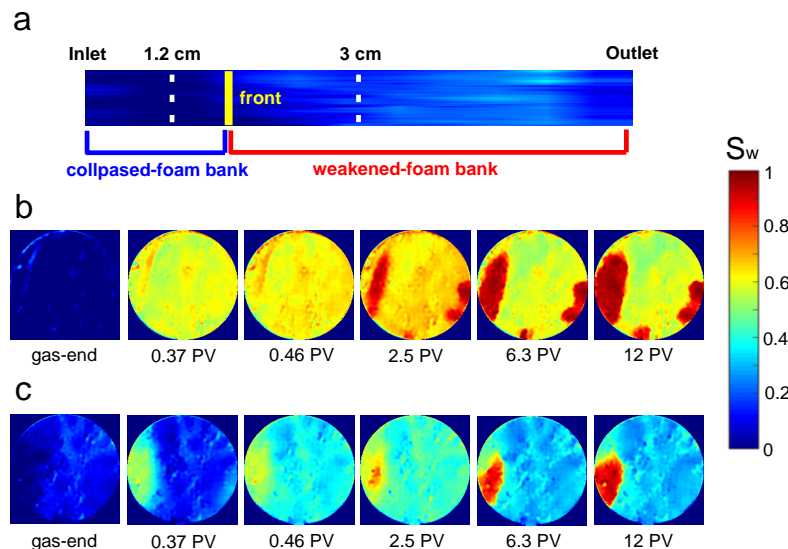 a
Inlet 1.2 cm 3 cm Outlet
front
collpased-foam bank weakened-foam bank
Sw
1
0.8
0.6
0.4
0.2
0
b
gas-end 0.37 PV 0.46 PV 2.5 PV 6.3 PV 12 PV
c
gas-end 0.37 PV 0.46 PV 2.5 PV 6.3 PV 12 PV